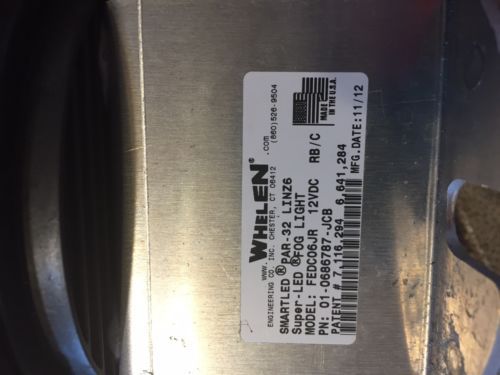 www. WHELEN® .com
ENGINEERING CO. INC. CHESTER, CT 06412 (860)526-9504
SMARTLED® PAR-32 LINZ6
Super-LED® FOG LIGHT
MODEL: FEDC06JR 12VDC RB/C
PN: 01-0686787-JCB
PATENT # 7,116,294 6,641,284
MADE IN THE U.S.A.
MFG.DATE:11/12